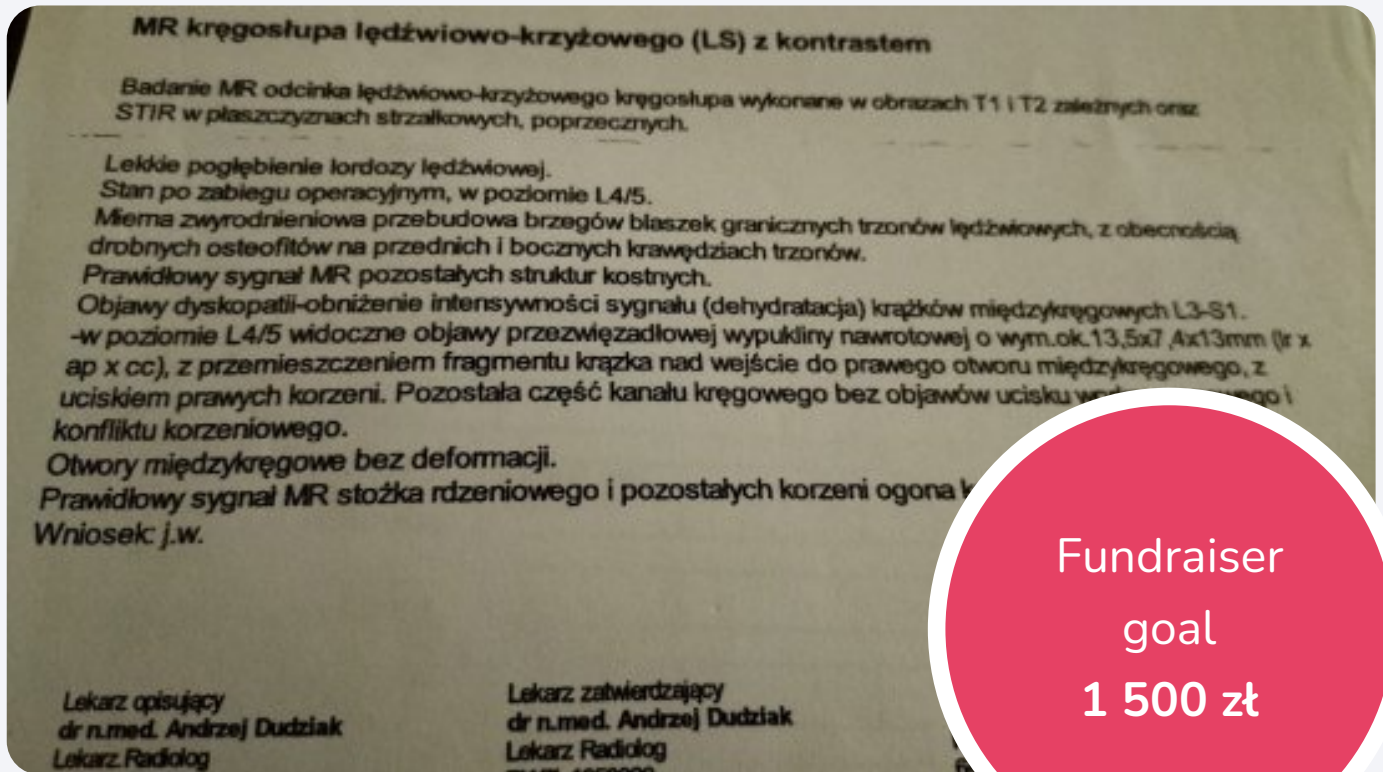 MR kręgosłupa lędźwiowo-krzyżowego (LS) z kontrastem
Badanie MR odcinka lędźwiowo-krzyżowego kręgosłupa wykonane w obrazach T1 i T2 zależnych oraz
STIR w płaszczyznach strzałkowych, poprzecznych.
Lekkie pogłębienie lordozy lędźwiowej.
Stan po zabiegu operacyjnym, w poziomie L4/5.
Mierna zwyrodnieniowa przebudowa brzegów blaszek granicznych trzonów lędźwiowych, z obecnością
drobnych osteofitów na przednich i bocznych krawędziach trzonów.
Prawidłowy sygnał MR pozostałych struktur kostnych.
Objawy dyskopatii-obniżenie intensywności sygnału (dehydratacja) krążków międzykręgowych L3-S1.
-w poziomie L4/5 widoczne objawy przezwięzadłowej wypukliny nawrotowej o wym.ok.13,5x7,4x13mm (lr x
ap x cc), z przemieszczeniem fragmentu krążka nad wejście do prawego otworu międzykręgowego, z
uciskiem prawych korzeni. Pozostała część kanału kręgowego bez objawów ucisku i
konfliktu korzeniowego.
Otwory międzykręgowe bez deformacji.
Prawidłowy sygnał MR stożka rdzeniowego i pozostałych korzeni ogona
Wniosek: j.w.
Fundraiser
goal
1 500 zł
Lekarz opisujący
dr n.med. Andrzej Dudziak
Lekarz Radiolog
Lekarz zatwierdzający
dr n.med. Andrzej Dudziak
Lekarz Radiolog